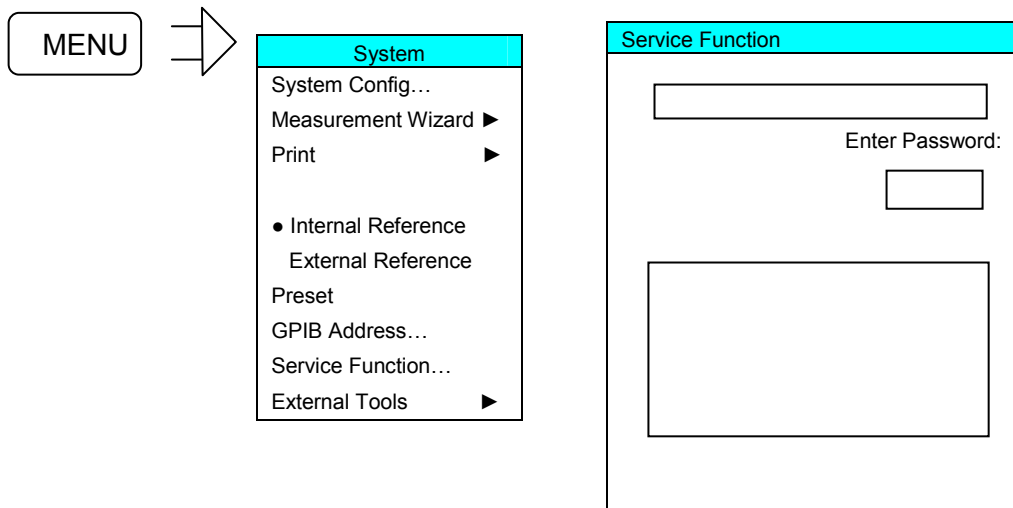 MENU
System
System Config…
Measurement Wizard ►
Print ►
● Internal Reference
External Reference
Preset
GPIB Address…
Service Function…
External Tools ►
Service Function
Enter Password: